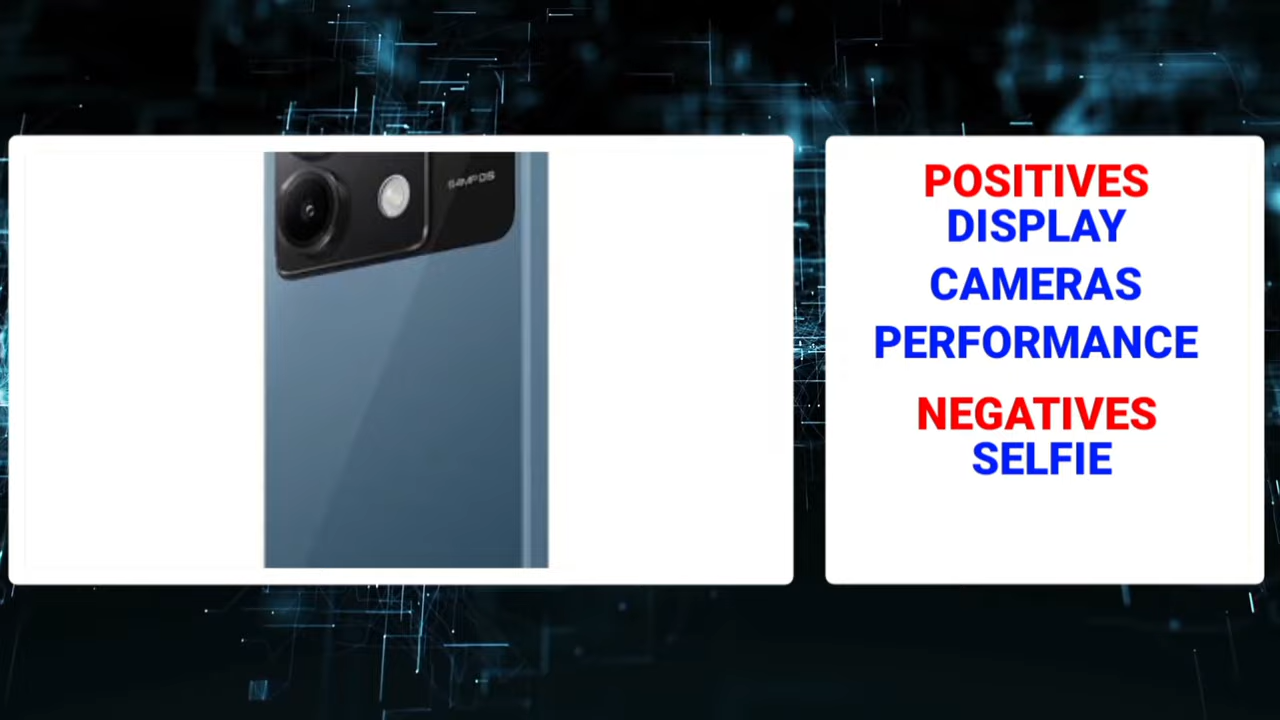 POSITIVES
DISPLAY
CAMERAS
PERFORMANCE
NEGATIVES
SELFIE